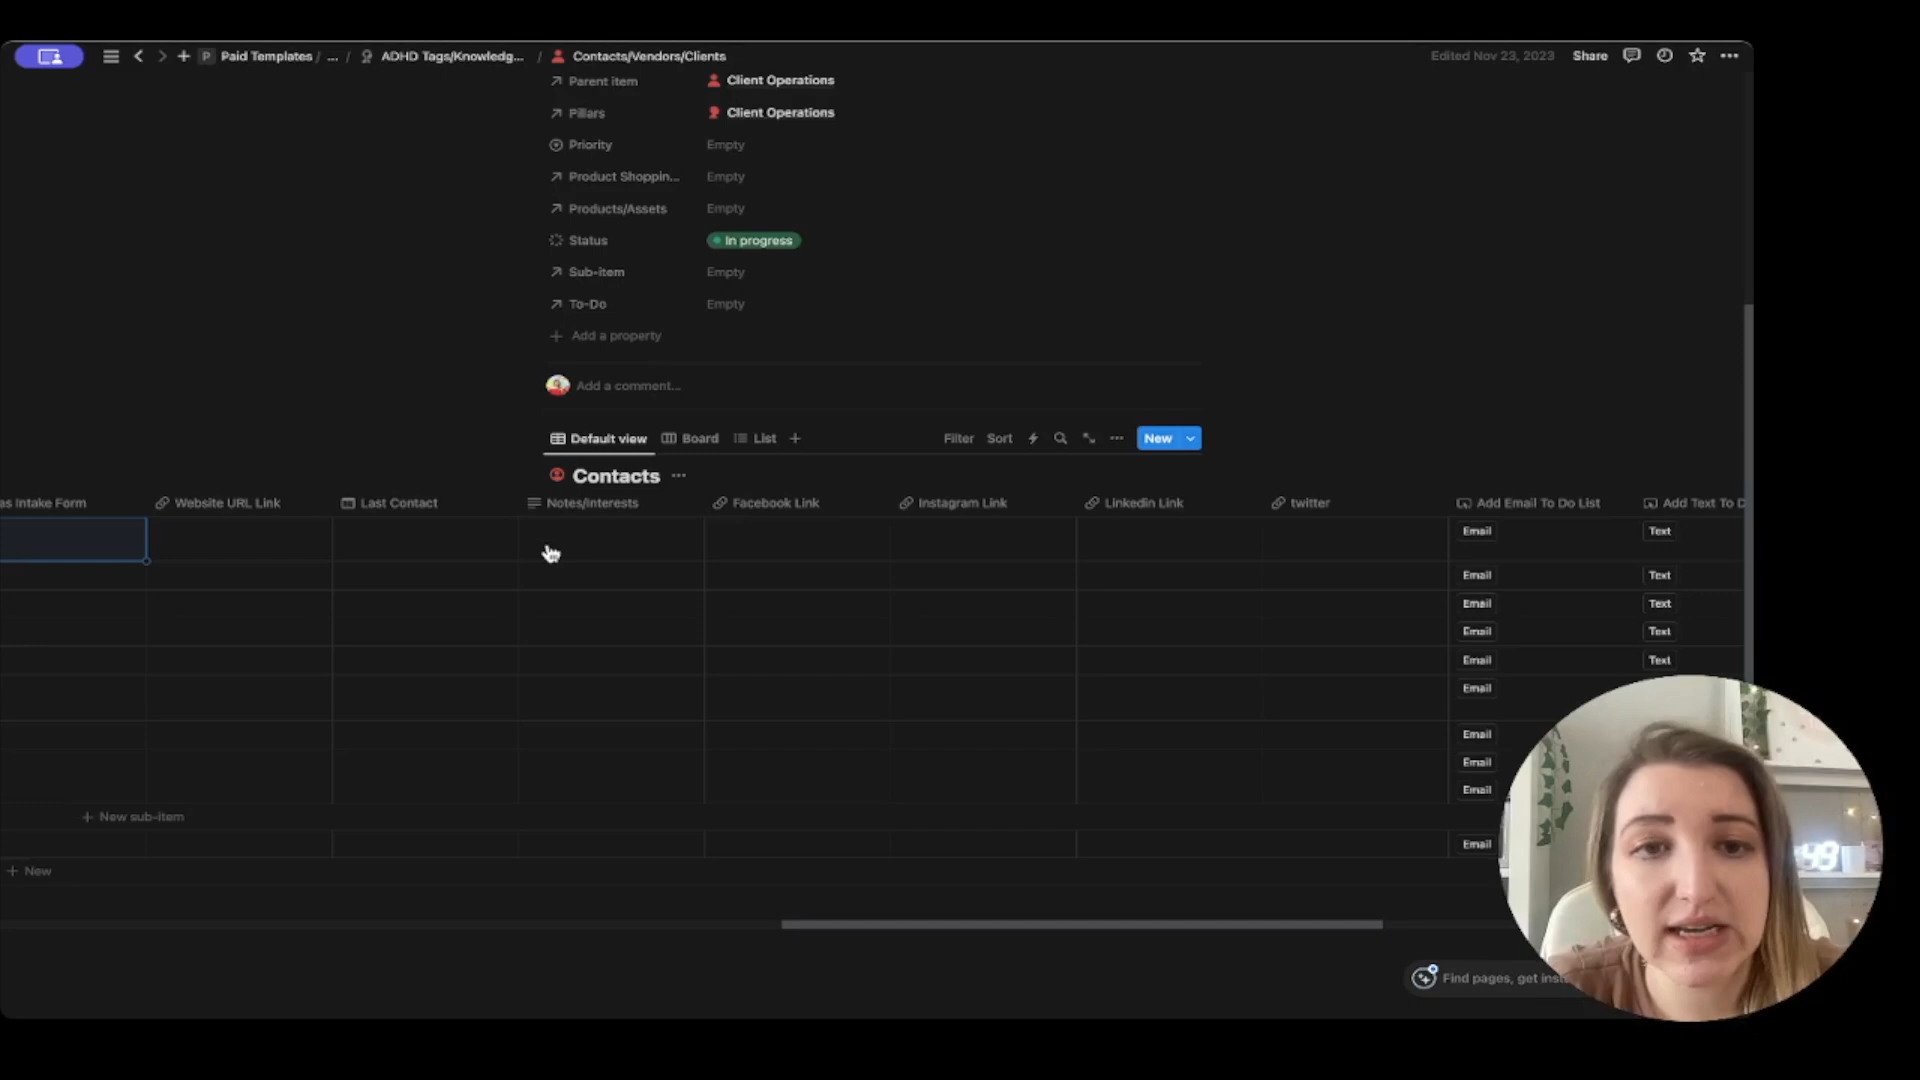 Paid Templates / ... / ADHD Tags/Knowledg... / Contacts/Vendors/Clients
Edited Nov 23, 2023 Share
Parent item Client Operations
Pillars Client Operations
Priority Empty
Product Shoppin... Empty
Products/Assets Empty
Status In progress
Sub-item Empty
To-Do Empty
Add a property
Add a comment...
Default view Board List Filter Sort New
Contacts
as Intake Form Website URL Link Last Contact Notes/Interests Facebook Link Instagram Link Linkedin Link twitter Add Email To Do List Add Text To D
Email Text
Email Text
Email Text
Email Text
Email Text
Email
Email
Email
Email
New sub-item
Email
New
Find pages, get inst
49